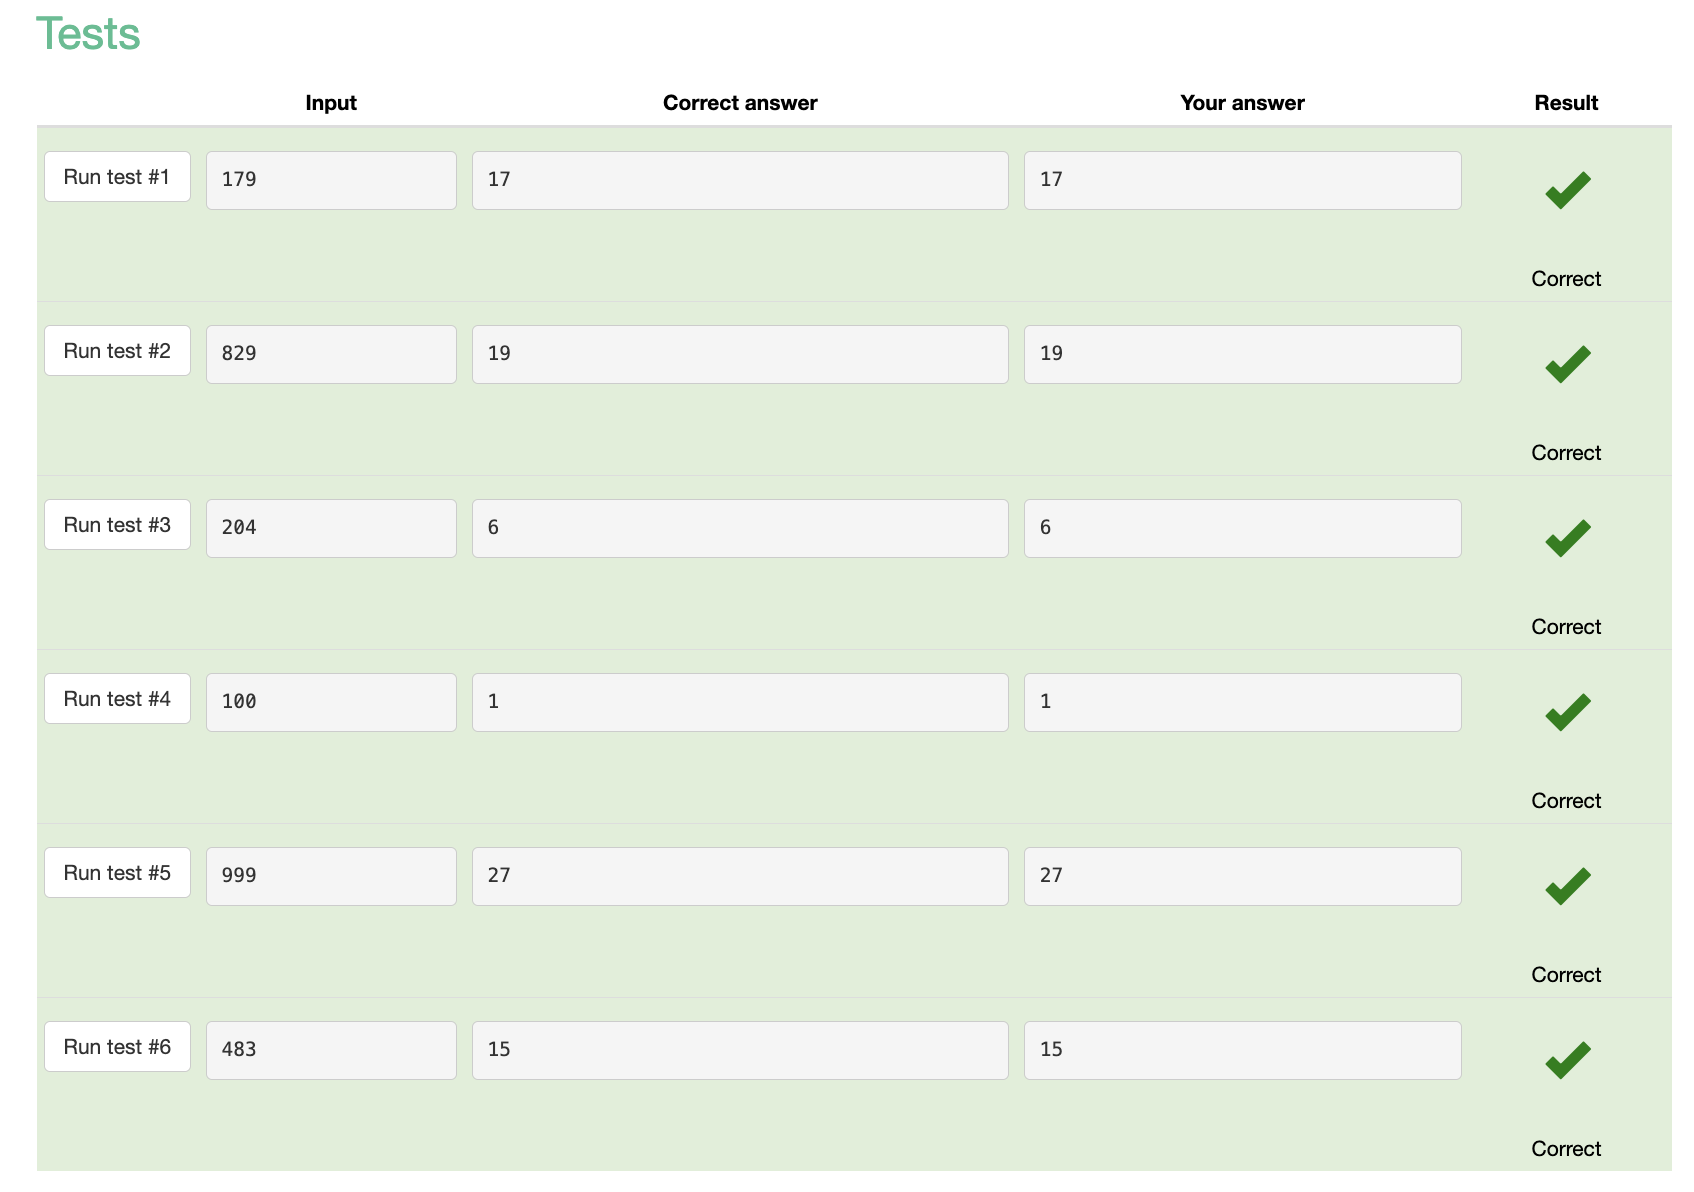 Tests
Input Correct answer Your answer Result
Run test #1 179 17 17
Correct
Run test #2 829 19 19
Correct
Run test #3 204 6 6
Correct
Run test #4 100 1 1
Correct
Run test #5 999 27 27
Correct
Run test #6 483 15 15
Correct